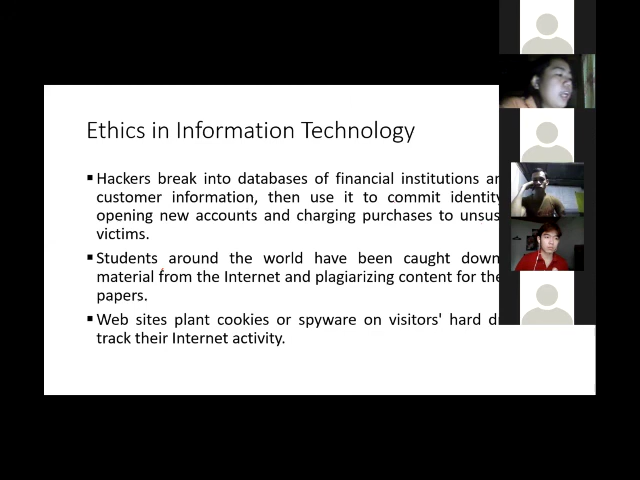 Ethics in Information Technology
▪ Hackers break into databases of financial institutions
customer information, then use it to commit identity
opening new accounts and charging purchases to
victims.
▪ Students around the world have been caught
material from the Internet and plagiarizing content for the
papers.
▪ Web sites plant cookies or spyware on visitors' hard
track their Internet activity.